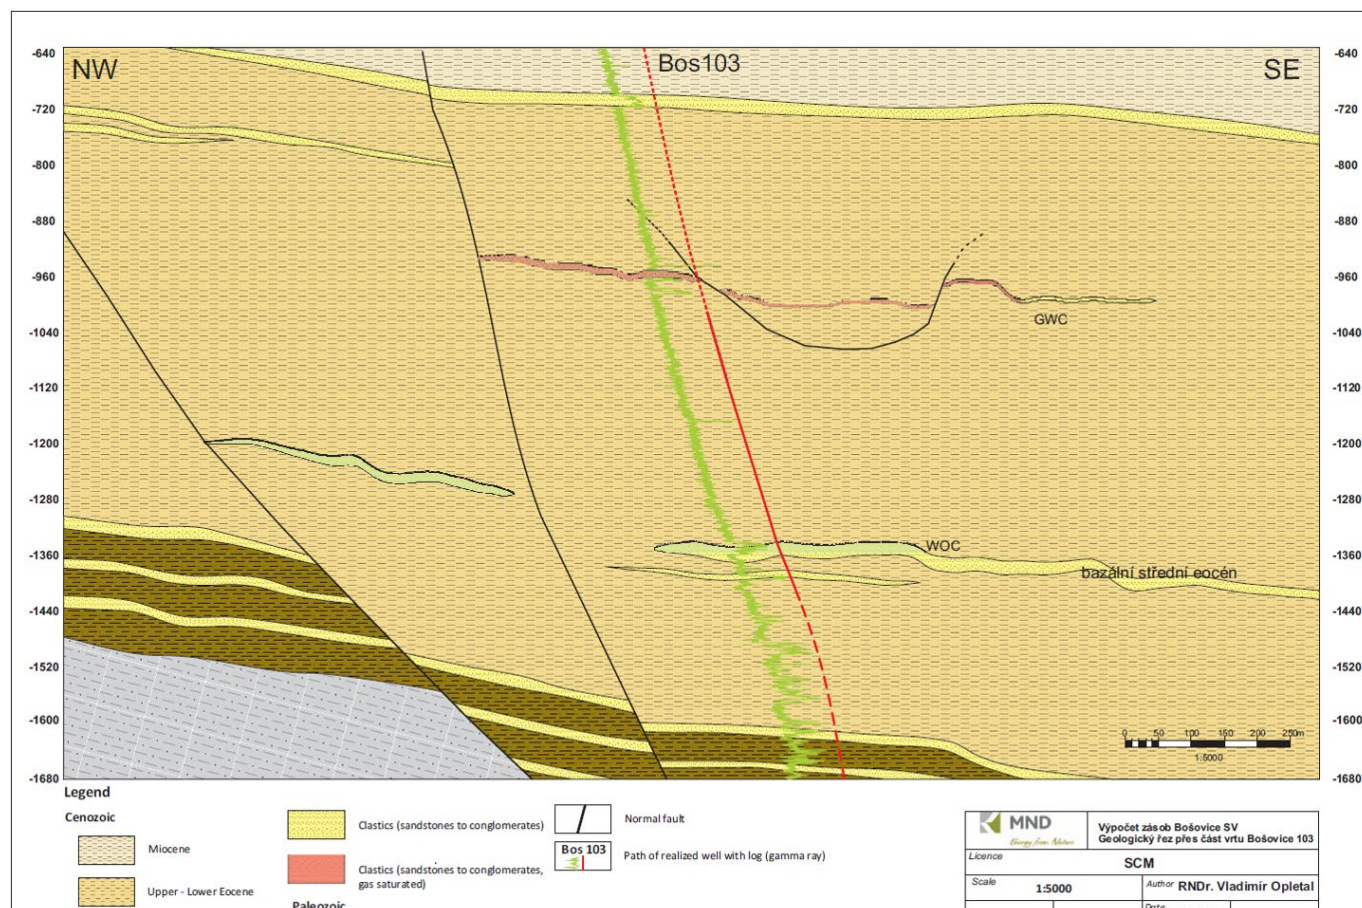 NW
Bos103
SE
-640
-720
-800
-880
-960
-1040
-1120
-1200
-1280
-1360
-1440
-1520
-1600
-1680
-640
-720
-800
-880
-960
-1040
-1120
-1200
-1280
-1360
-1440
-1520
-1600
-1680
GWC
WOC
bazální střední eocén
0 50 100 150 200 250m
1:5000
Legend
Cenozoic
Miocene
Upper - Lower Eocene
Clastics (sandstones to conglomerates)
Clastics (sandstones to conglomerates,
gas saturated)
Paleozoic
Normal fault
Bos 103
Path of realized well with log (gamma ray)
MND
Energy from Nature
Výpočet zásob Bošovice SV
Geologický řez přes část vrtu Bošovice 103
Licence
SCM
Scale
1:5000
Author RNDr. Vladimír Opletal
Date